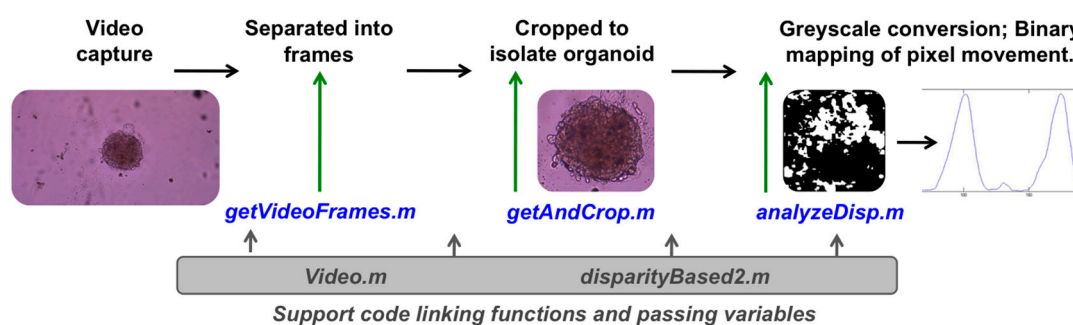 Video
capture
Separated into
frames
Cropped to
isolate organoid
Greyscale conversion; Binary
mapping of pixel movement.
getVideoFrames.m
getAndCrop.m
analyzeDisp.m
Video.m
disparityBased2.m
Support code linking functions and passing variables